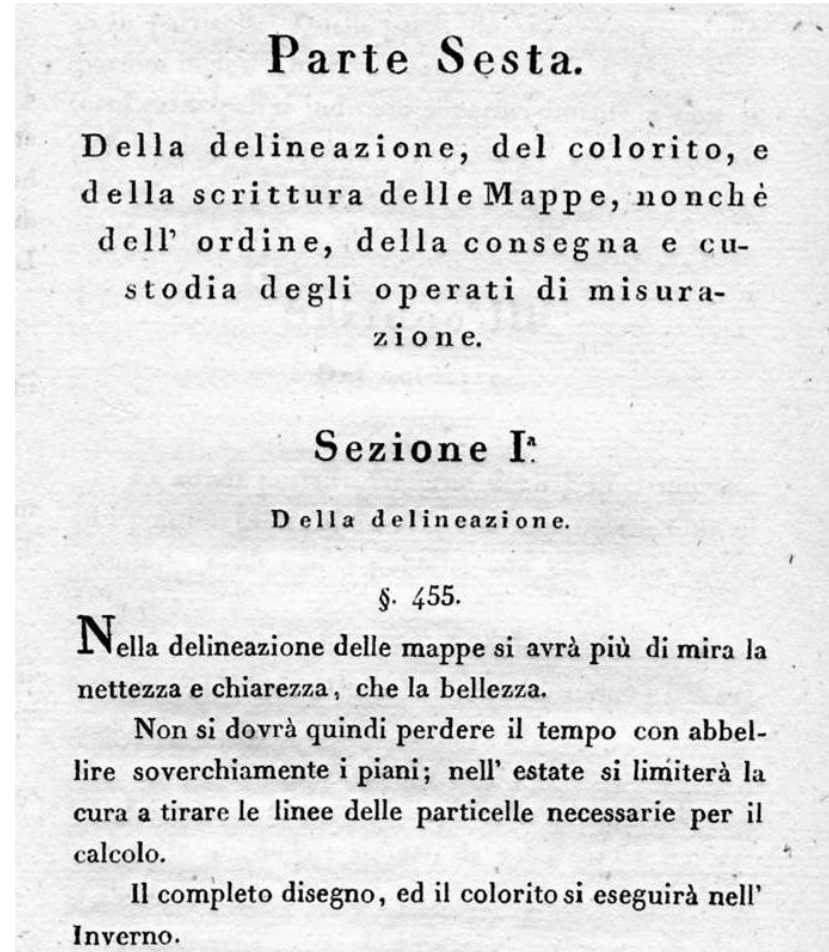 Parte Sesta.
Della delineazione, del colorito, e
della scrittura delle Mappe, nonchè
dell' ordine, della consegna e cu-
stodia degli operati di misura-
zione.
Sezione I.ª
Della delineazione.
§. 455.
Nella delineazione delle mappe si avrà più di mira la
nettezza e chiarezza, che la bellezza.
Non si dovrà quindi perdere il tempo con abbel-
lire soverchiamente i piani; nell' estate si limiterà la
cura a tirare le linee delle particelle necessarie per il
calcolo.
Il completo disegno, ed il colorito si eseguirà nell'
Inverno.